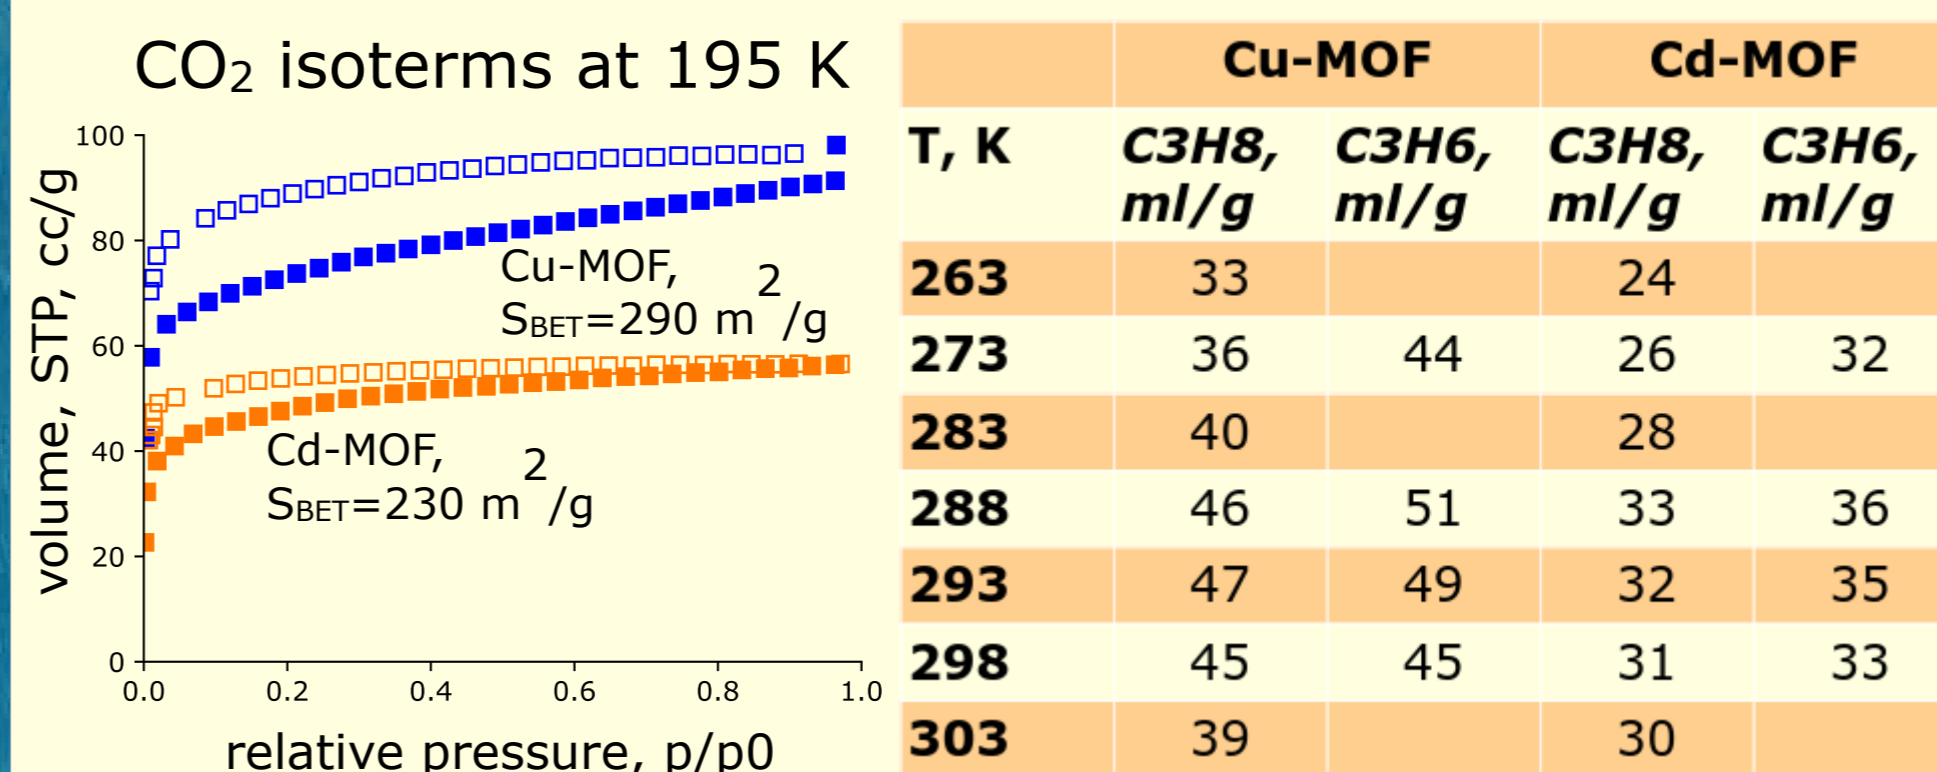 CO₂ isoterms at 195 K
volume, STP, cc/g
100
80
60
40
20
0
0.0 0.2 0.4 0.6 0.8 1.0
relative pressure, p/p0
Cu-MOF,
S_BET=290 m²/g
Cd-MOF,
S_BET=230 m²/g
Cu-MOF Cd-MOF
T, K C3H8, ml/g C3H6, ml/g C3H8, ml/g C3H6, ml/g
263 33 24
273 36 44 26 32
283 40 28
288 46 51 33 36
293 47 49 32 35
298 45 45 31 33
303 39 30